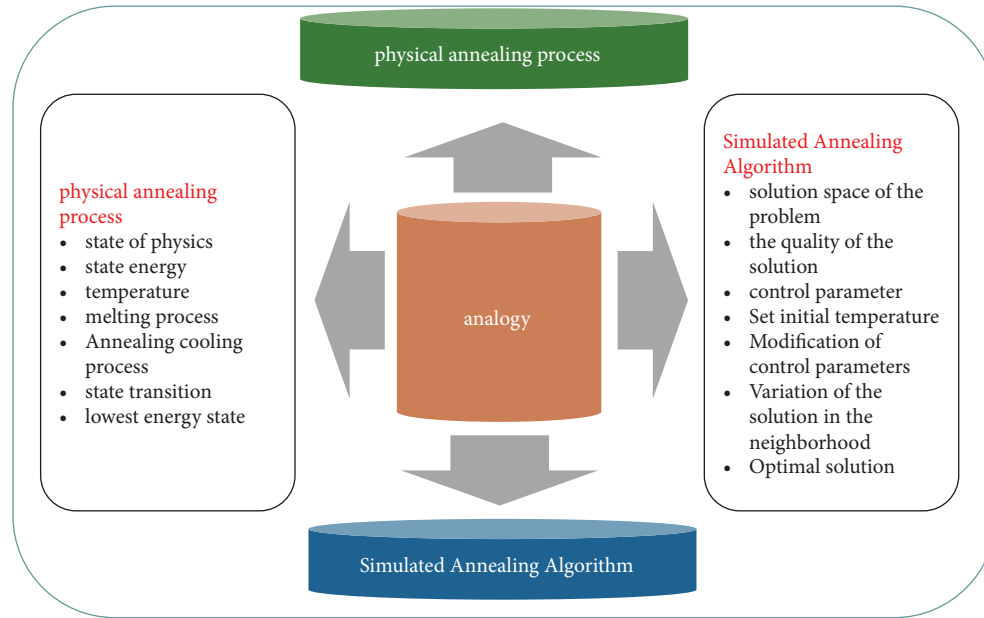 physical annealing process
physical annealing
process
• state of physics
• state energy
• temperature
• melting process
• Annealing cooling
process
• state transition
• lowest energy state
analogy
Simulated Annealing
Algorithm
• solution space of the
problem
• the quality of the
solution
• control parameter
• Set initial temperature
• Modification of
control parameters
• Variation of the
solution in the
neighborhood
• Optimal solution
Simulated Annealing Algorithm